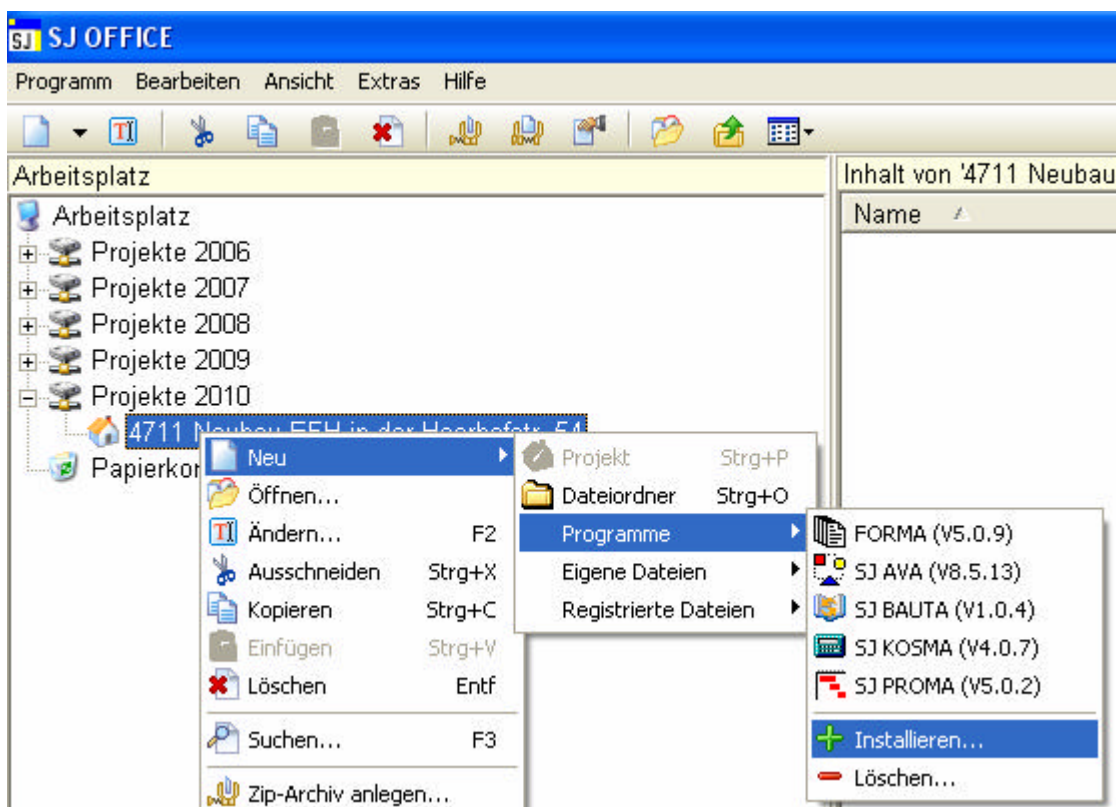 SJ SJ OFFICE
Programm Bearbeiten Ansicht Extras Hilfe
Arbeitsplatz
Inhalt von '4711 Neubau
Name
Arbeitsplatz
Projekte 2006
Projekte 2007
Projekte 2008
Projekte 2009
Projekte 2010
4711 Neubau EFH in der
Papierkor
Neu
Öffnen...
Ändern... F2
Ausschneiden Strg+X
Kopieren Strg+C
Einfügen Strg+V
Löschen Entf
Suchen... F3
Zip-Archiv anlegen...
Projekt Strg+P
Dateiordner Strg+O
Programme
Eigene Dateien
Registrierte Dateien
FORMA (V5.0.9)
SJ AVA (V8.5.13)
SJ BAUTA (V1.0.4)
SJ KOSMA (V4.0.7)
SJ PROMA (V5.0.2)
Installieren...
Löschen...